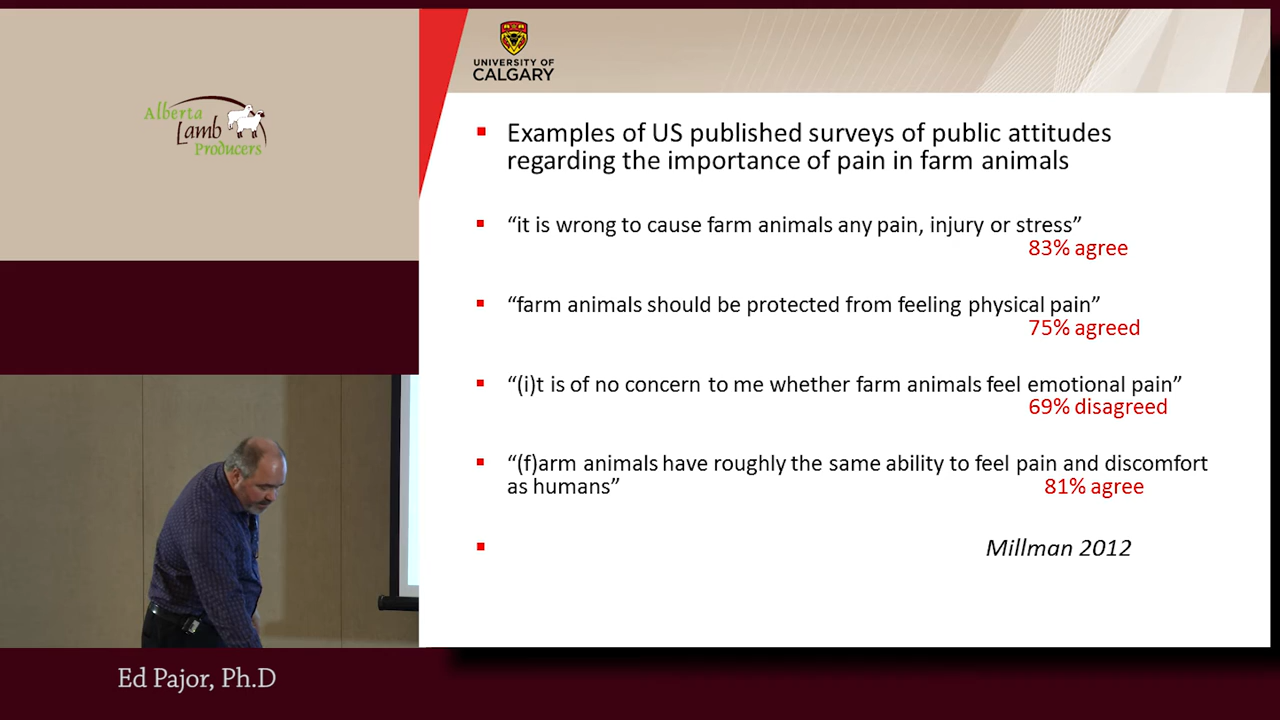 Alberta
Lamb
Producers
UNIVERSITY OF
CALGARY
Examples of US published surveys of public attitudes
regarding the importance of pain in farm animals
“it is wrong to cause farm animals any pain, injury or stress”
83% agree
“farm animals should be protected from feeling physical pain”
75% agreed
“(i)t is of no concern to me whether farm animals feel emotional pain”
69% disagreed
“(f)arm animals have roughly the same ability to feel pain and discomfort
as humans”
81% agree
Millman 2012
Ed Pajor, Ph.D